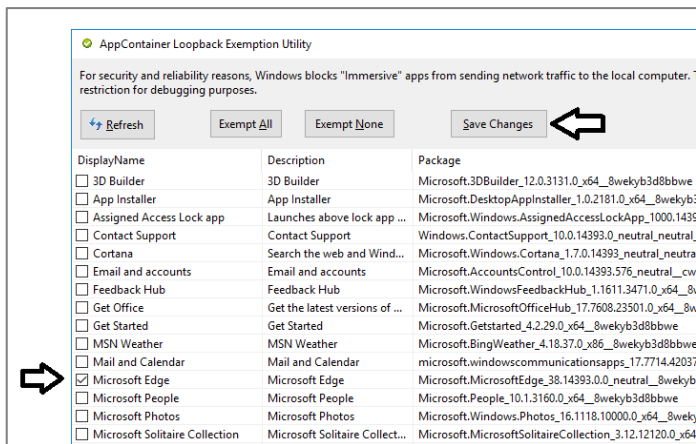 AppContainer Loopback Exemption Utility
For security and reliability reasons, Windows blocks "Immersive" apps from sending network traffic to the local computer.
restriction for debugging purposes.
Refresh Exempt All Exempt None Save Changes
DisplayName Description Package
3D Builder 3D Builder Microsoft.3DBuilder_12.0.3131.0_x64__8wekyb3d8bbwe
App Installer App Installer Microsoft.DesktopAppInstaller_1.0.2181.0_x64__8wekyb3
Assigned Access Lock app Launches above lock app ... Microsoft.Windows.AssignedAccessLockApp_1000.1439
Contact Support Contact Support Windows.ContactSupport_10.0.14393.0_neutral_neutral_
Cortana Search the web and Wind... Microsoft.Windows.Cortana_1.7.0.14393_neutral_neutra
Email and accounts Email and accounts Microsoft.AccountsControl_10.0.14393.576_neutral__cw
Feedback Hub Feedback Hub Microsoft.WindowsFeedbackHub_1.1611.3471.0_x64__8w
Get Office Get the latest versions of ... Microsoft.MicrosoftOfficeHub_17.7608.23501.0_x64__8w
Get Started Get Started Microsoft.Getstarted_4.2.29.0_x64__8wekyb3d8bbwe
MSN Weather MSN Weather Microsoft.BingWeather_4.18.37.0_x86__8wekyb3d8bbwe
Mail and Calendar Mail and Calendar microsoft.windowscommunicationsapps_17.7714.42037
Microsoft Edge Microsoft Edge Microsoft.MicrosoftEdge_38.14393.0.0_neutral__8wekyb
Microsoft People Microsoft People Microsoft.People_10.1.3160.0_x64__8wekyb3d8bbwe
Microsoft Photos Microsoft Photos Microsoft.Windows.Photos_16.1118.10000.0_x64__8wekyb
Microsoft Solitaire Collection Microsoft Solitaire Collect... Microsoft.MicrosoftSolitaireCollection_3.12.12120.0_x64